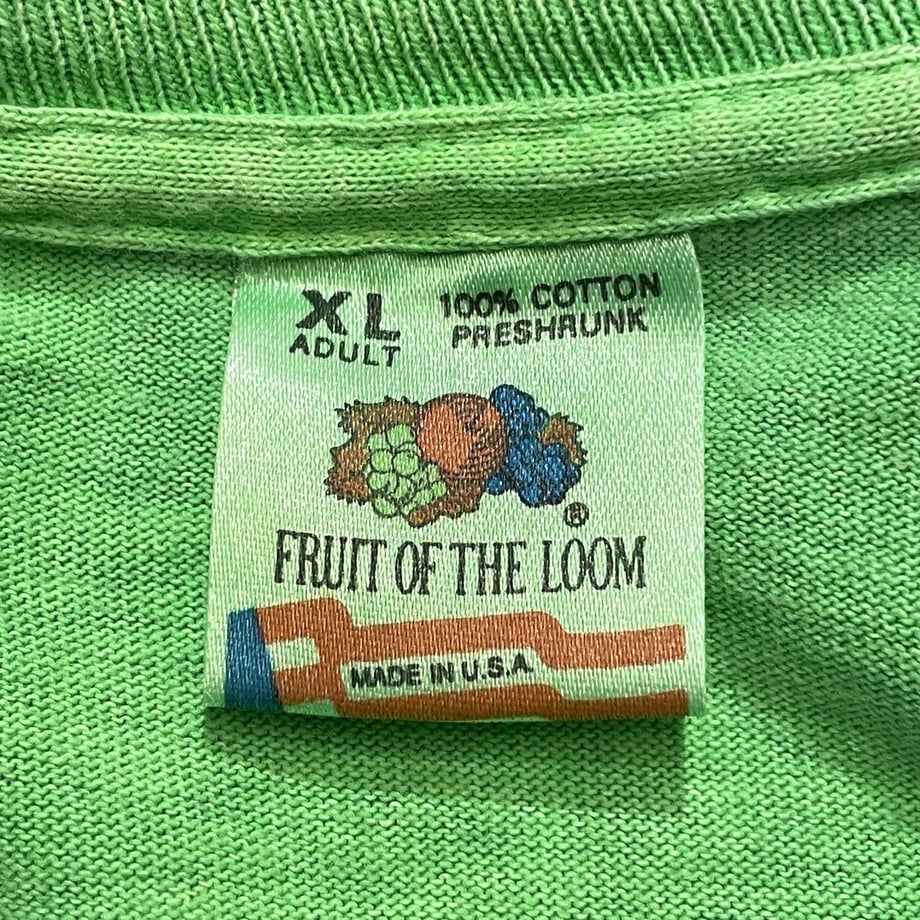 XL
ADULT
100% COTTON
PRESHRUNK
®
FRUIT OF THE LOOM
MADE IN U.S.A.